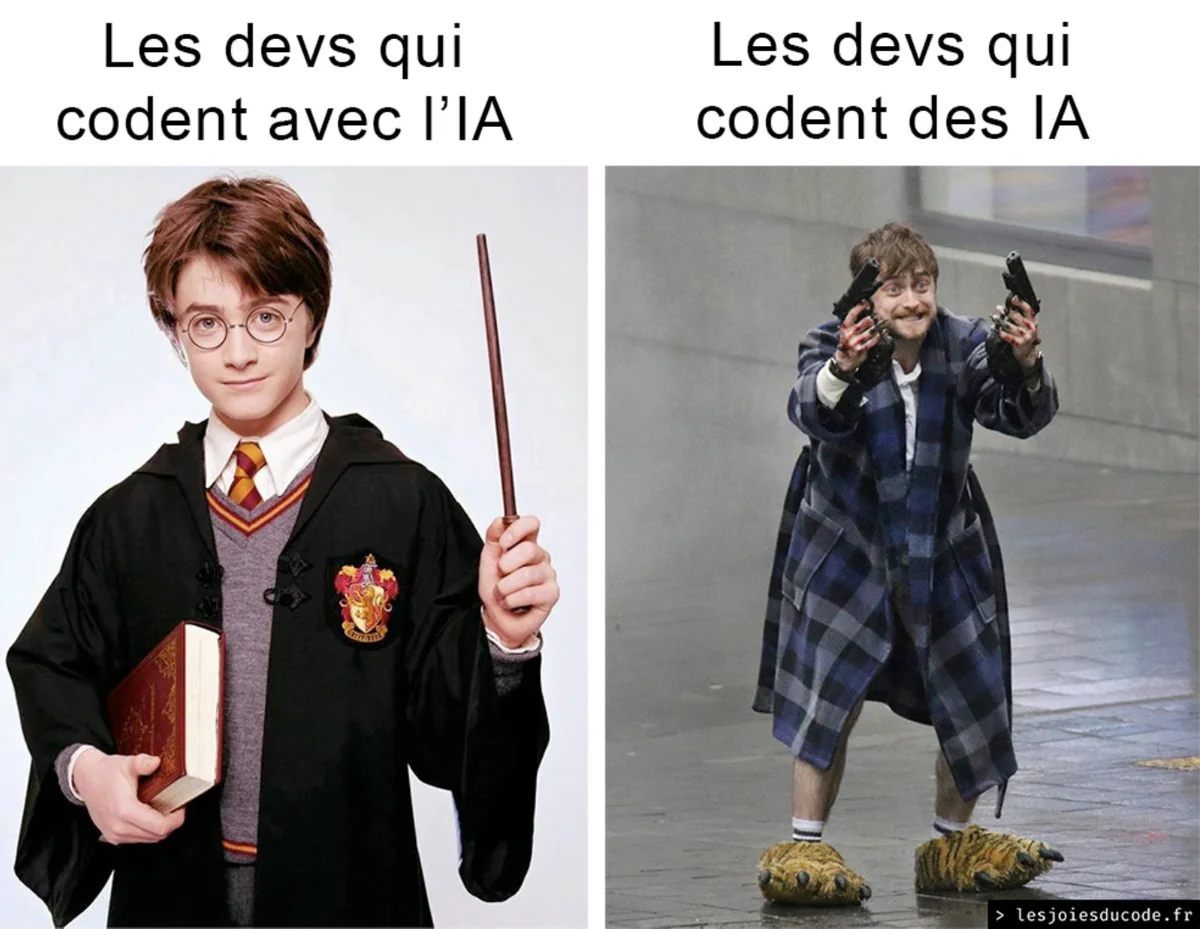 Les devs qui
codent avec l’IA
Les devs qui
codent des IA
> lesjoiesducode.fr